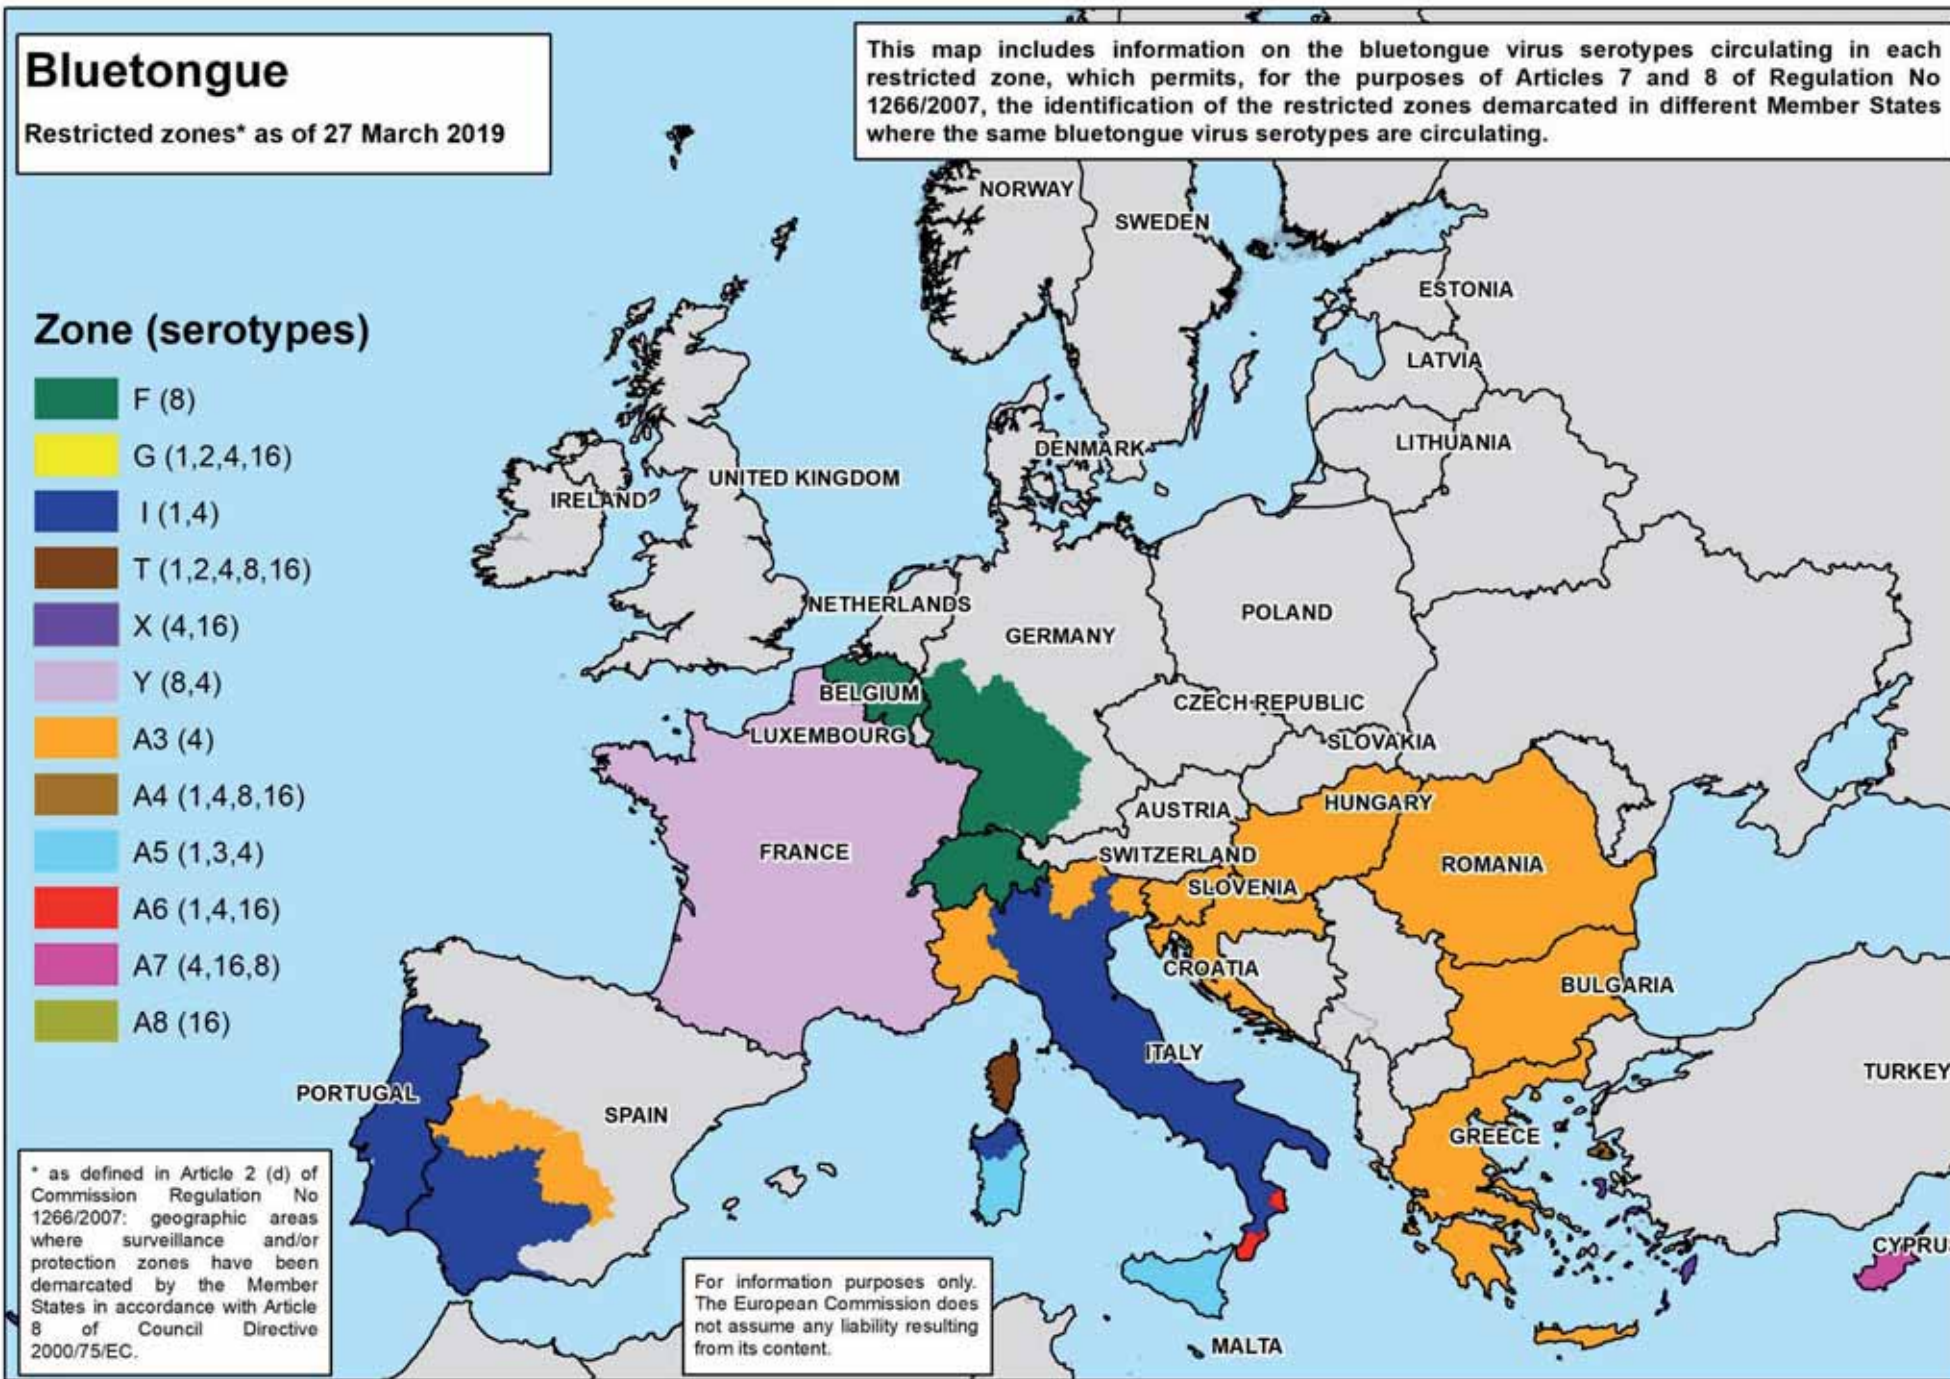 Bluetongue
Restricted zones* as of 27 March 2019
This map includes information on the bluetongue virus serotypes circulating in each
restricted zone, which permits, for the purposes of Articles 7 and 8 of Regulation No
1266/2007, the identification of the restricted zones demarcated in different Member States
where the same bluetongue virus serotypes are circulating.
Zone (serotypes)
F (8)
G (1,2,4,16)
I (1,4)
T (1,2,4,8,16)
X (4,16)
Y (8,4)
A3 (4)
A4 (1,4,8,16)
A5 (1,3,4)
A6 (1,4,16)
A7 (4,16,8)
A8 (16)
NORWAY
SWEDEN
ESTONIA
LATVIA
LITHUANIA
DENMARK
UNITED KINGDOM
IRELAND
NETHERLANDS
POLAND
GERMANY
BELGIUM
CZECH REPUBLIC
LUXEMBOURG
SLOVAKIA
HUNGARY
AUSTRIA
FRANCE
SWITZERLAND
ROMANIA
SLOVENIA
CROATIA
BULGARIA
ITALY
TURKEY
PORTUGAL
SPAIN
GREECE
CYPRU
MALTA
* as defined in Article 2 (d) of
Commission Regulation No
1266/2007: geographic areas
where surveillance and/or
protection zones have been
demarcated by the Member
States in accordance with Article
8 of Council Directive
2000/75/EC.
For information purposes only.
The European Commission does
not assume any liability resulting
from its content.